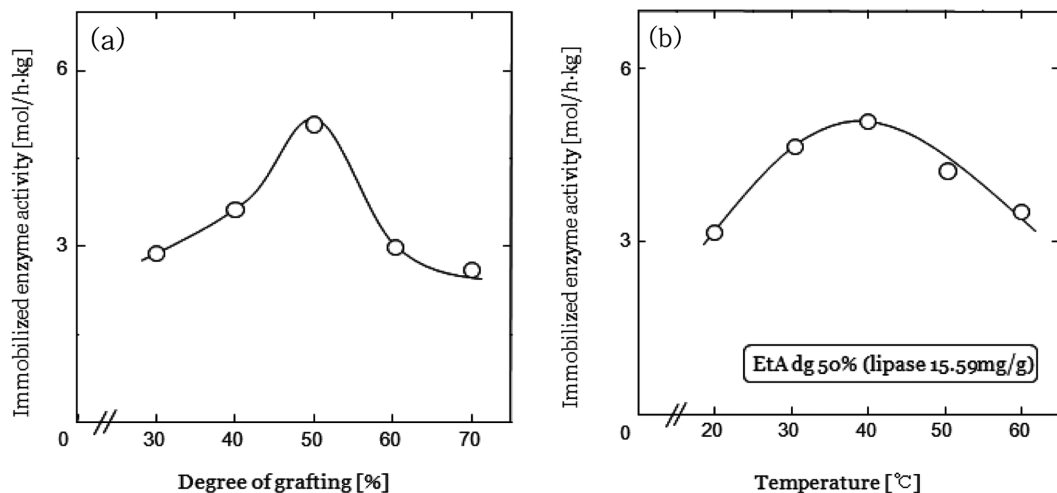 (a)
Immobilized enzyme activity [mol/h·kg]
6
3
0
30 40 50 60 70
Degree of grafting [%]
(b)
Immobilized enzyme activity [mol/h·kg]
6
3
0
EtA dg 50% (lipase 15.59mg/g)
20 30 40 50 60
Temperature [℃]